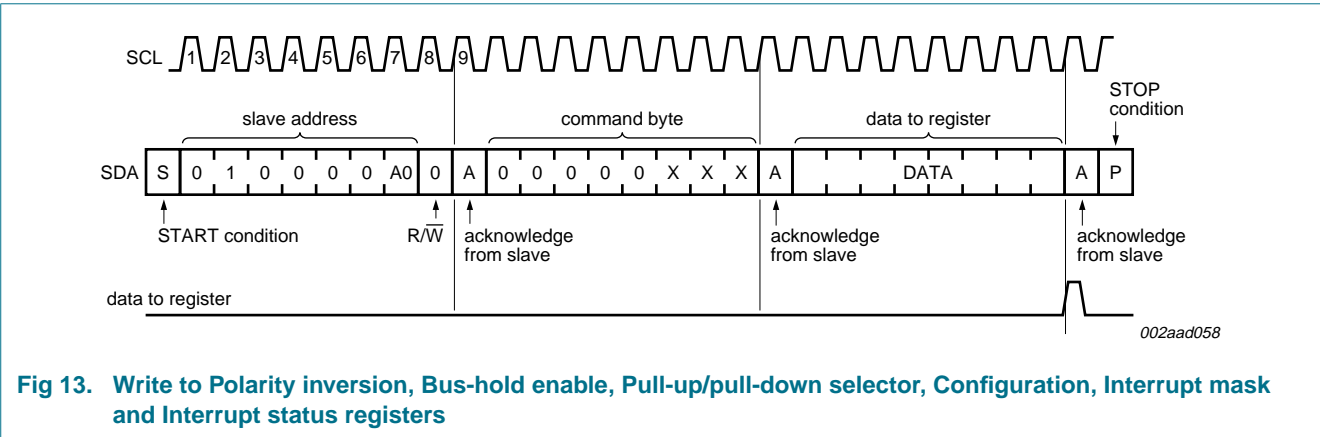 SCL 1 2 3 4 5 6 7 8 9
STOP
condition
slave address command byte data to register
SDA S 0 1 0 0 0 0 A0 0 A 0 0 0 0 0 X X X A DATA A P
START condition R/W̅ acknowledge from slave acknowledge from slave acknowledge from slave
data to register
002aad058
Fig 13. Write to Polarity inversion, Bus-hold enable, Pull-up/pull-down selector, Configuration, Interrupt mask
and Interrupt status registers